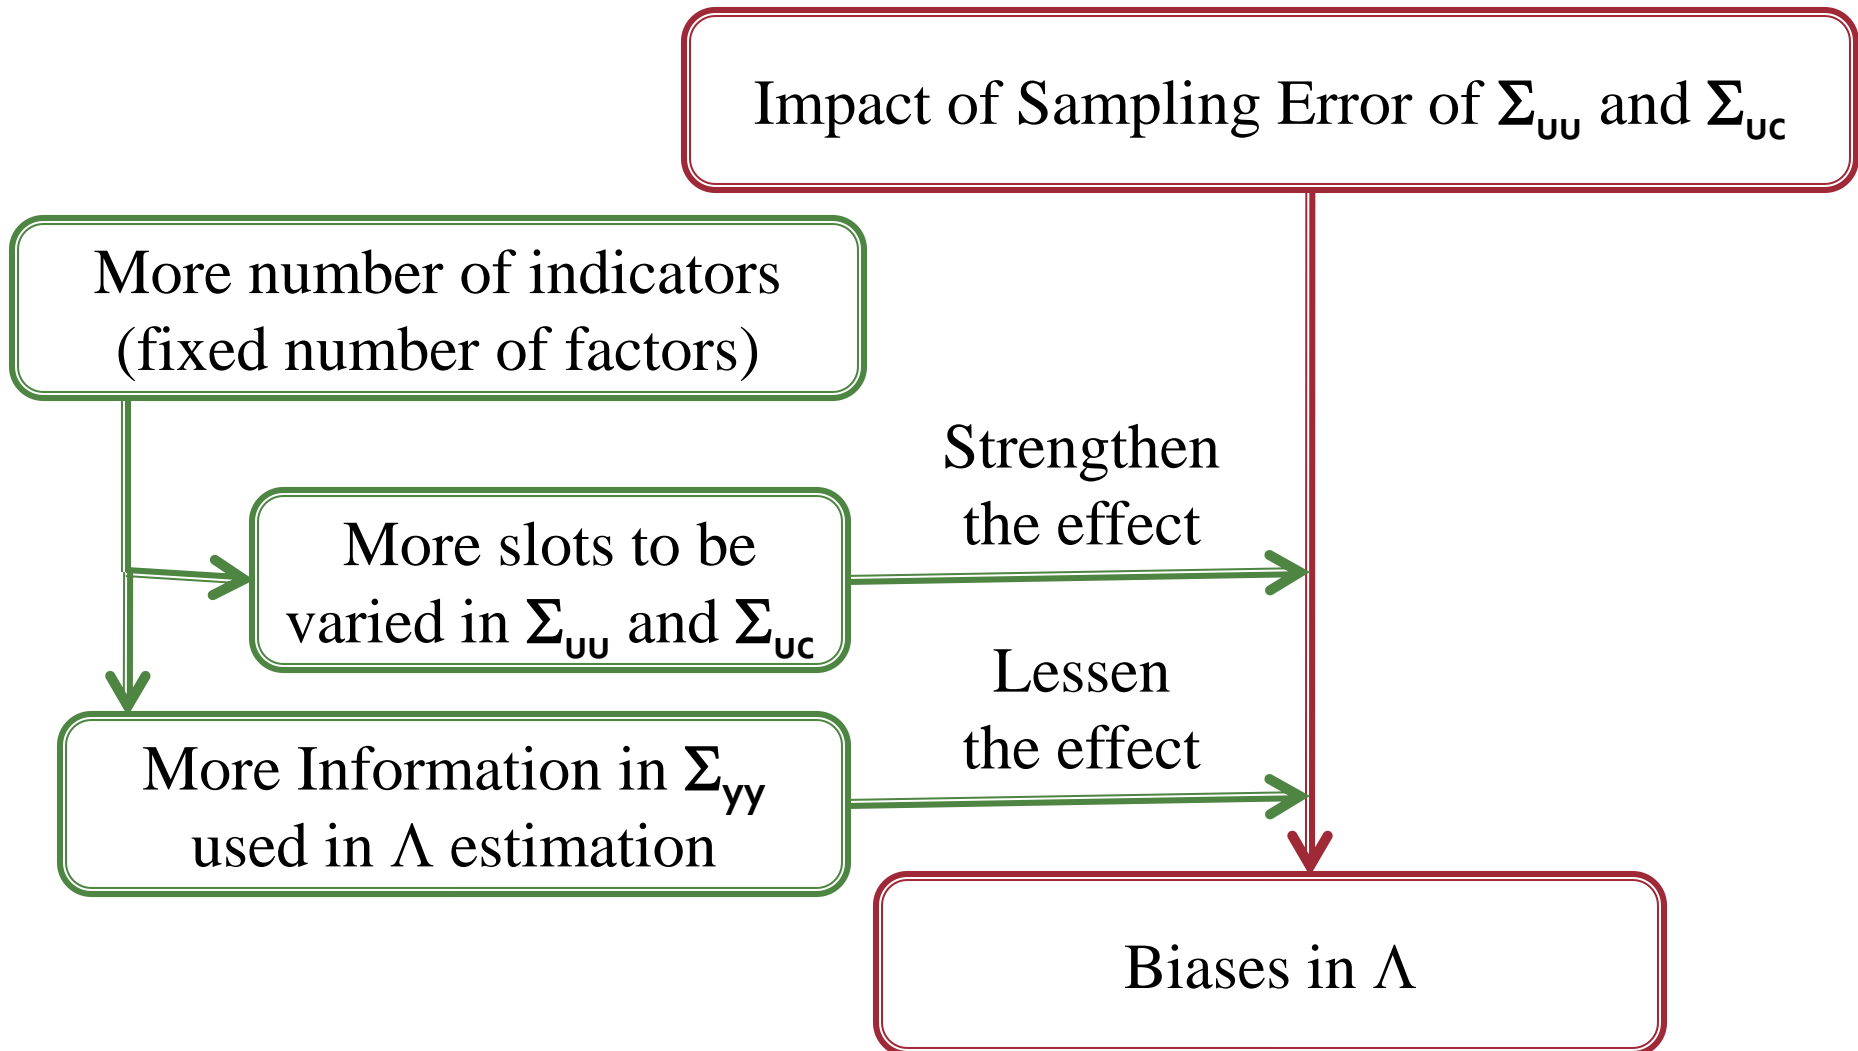 Impact of Sampling Error of Σuu and Σuc
More number of indicators
(fixed number of factors)
Strengthen
the effect
More slots to be
varied in Σuu and Σuc
Lessen
the effect
More Information in Σyy
used in Λ estimation
Biases in Λ